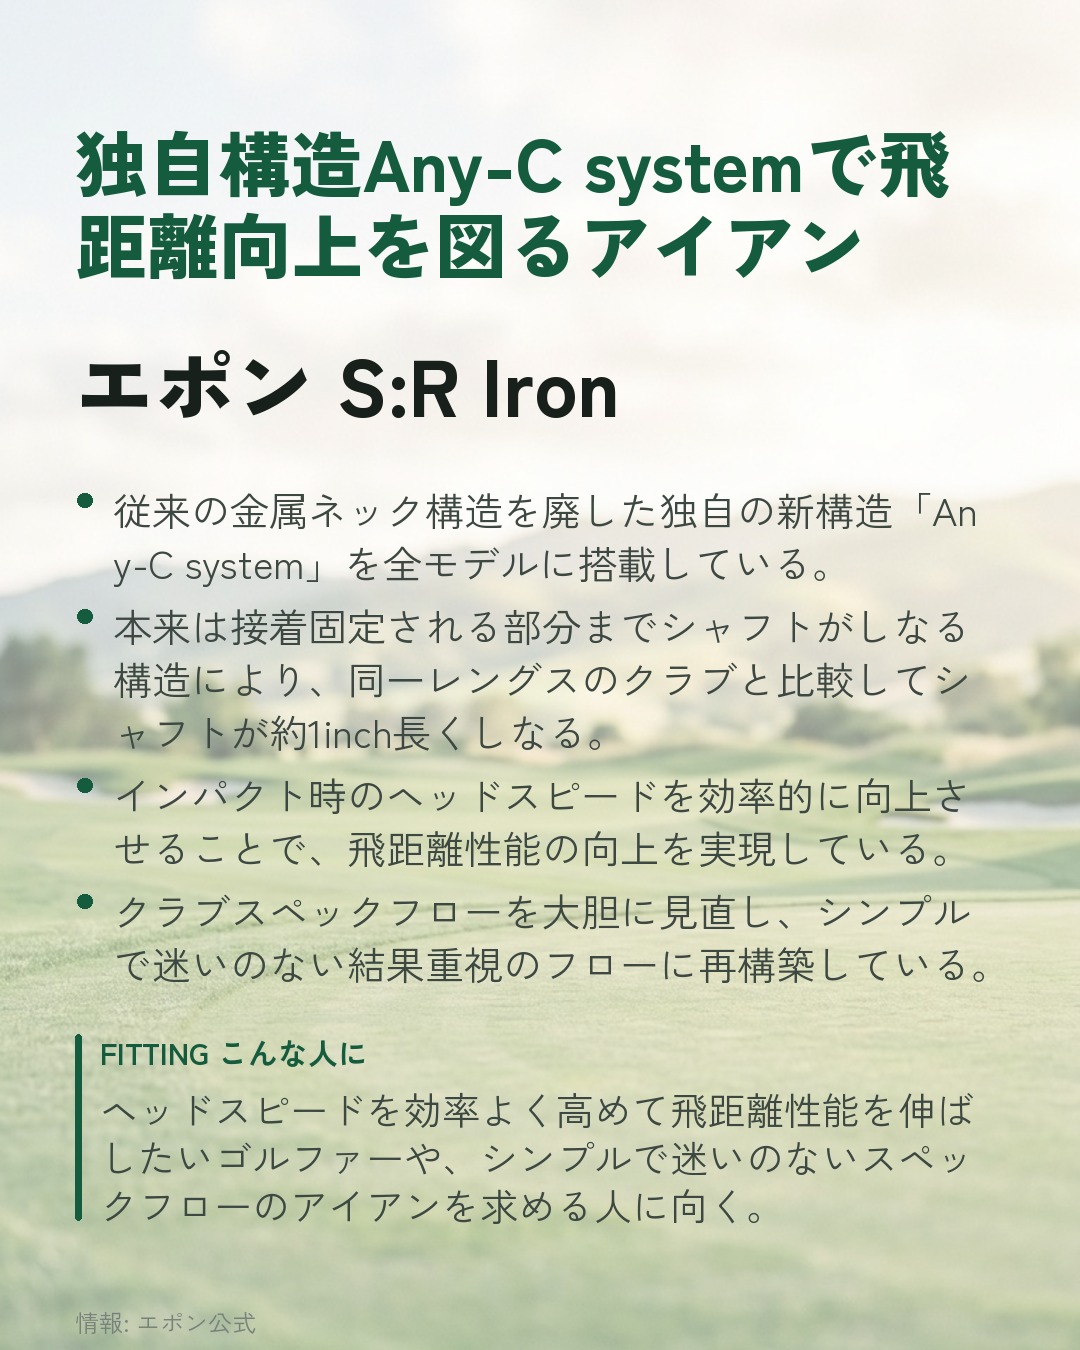 独自構造Any-C systemで飛
距離向上を図るアイアン
エポン S:R Iron
従来の金属ネック構造を廃した独自の新構造「An
y-C system」を全モデルに搭載している。
本来は接着固定される部分までシャフトがしなる
構造により、同一レングスのクラブと比較してシ
ャフトが約1inch長くしなる。
インパクト時のヘッドスピードを効率的に向上さ
せることで、飛距離性能の向上を実現している。
クラブスペックフローを大胆に見直し、シンプル
で迷いのない結果重視のフローに再構築している。
FITTING こんな人に
ヘッドスピードを効率よく高めて飛距離性能を伸ば
したいゴルファーや、シンプルで迷いのないスペッ
クフローのアイアンを求める人に向く。
情報: エポン公式